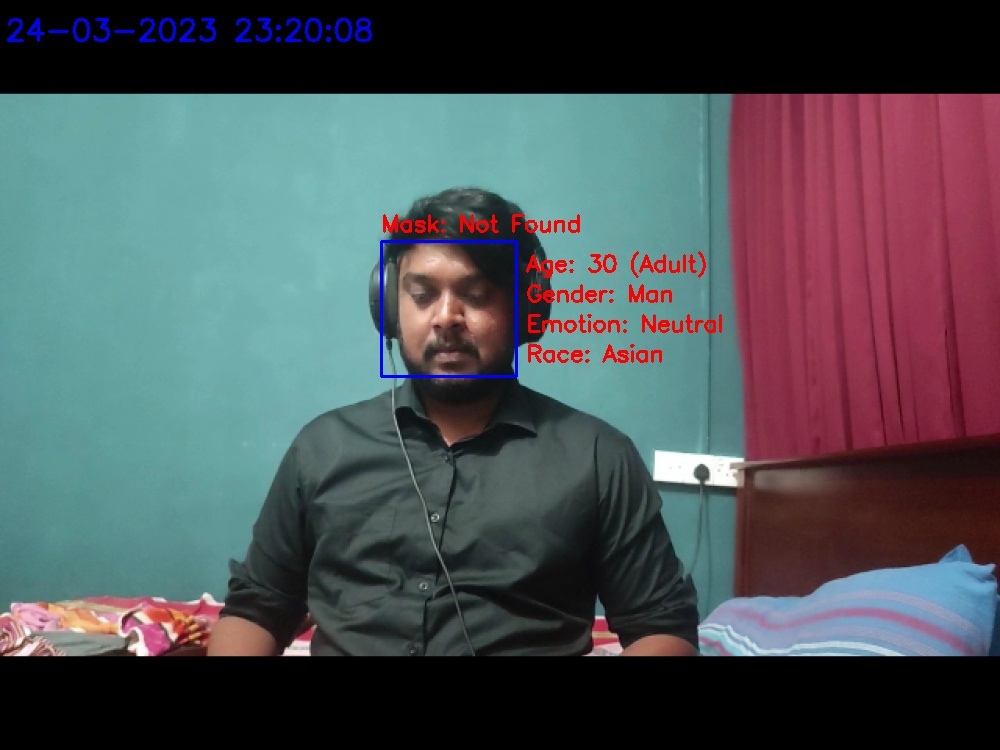 24-03-2023 23:20:08
Mask: Not Found
Age: 30 (Adult)
Gender: Man
Emotion: Neutral
Race: Asian